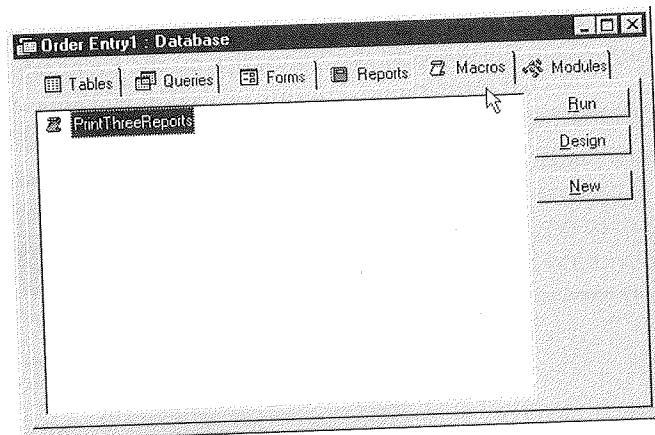 Order Entry1 : Database
Tables Queries Forms Reports Macros Modules
PrintThreeReports
Run
Design
New